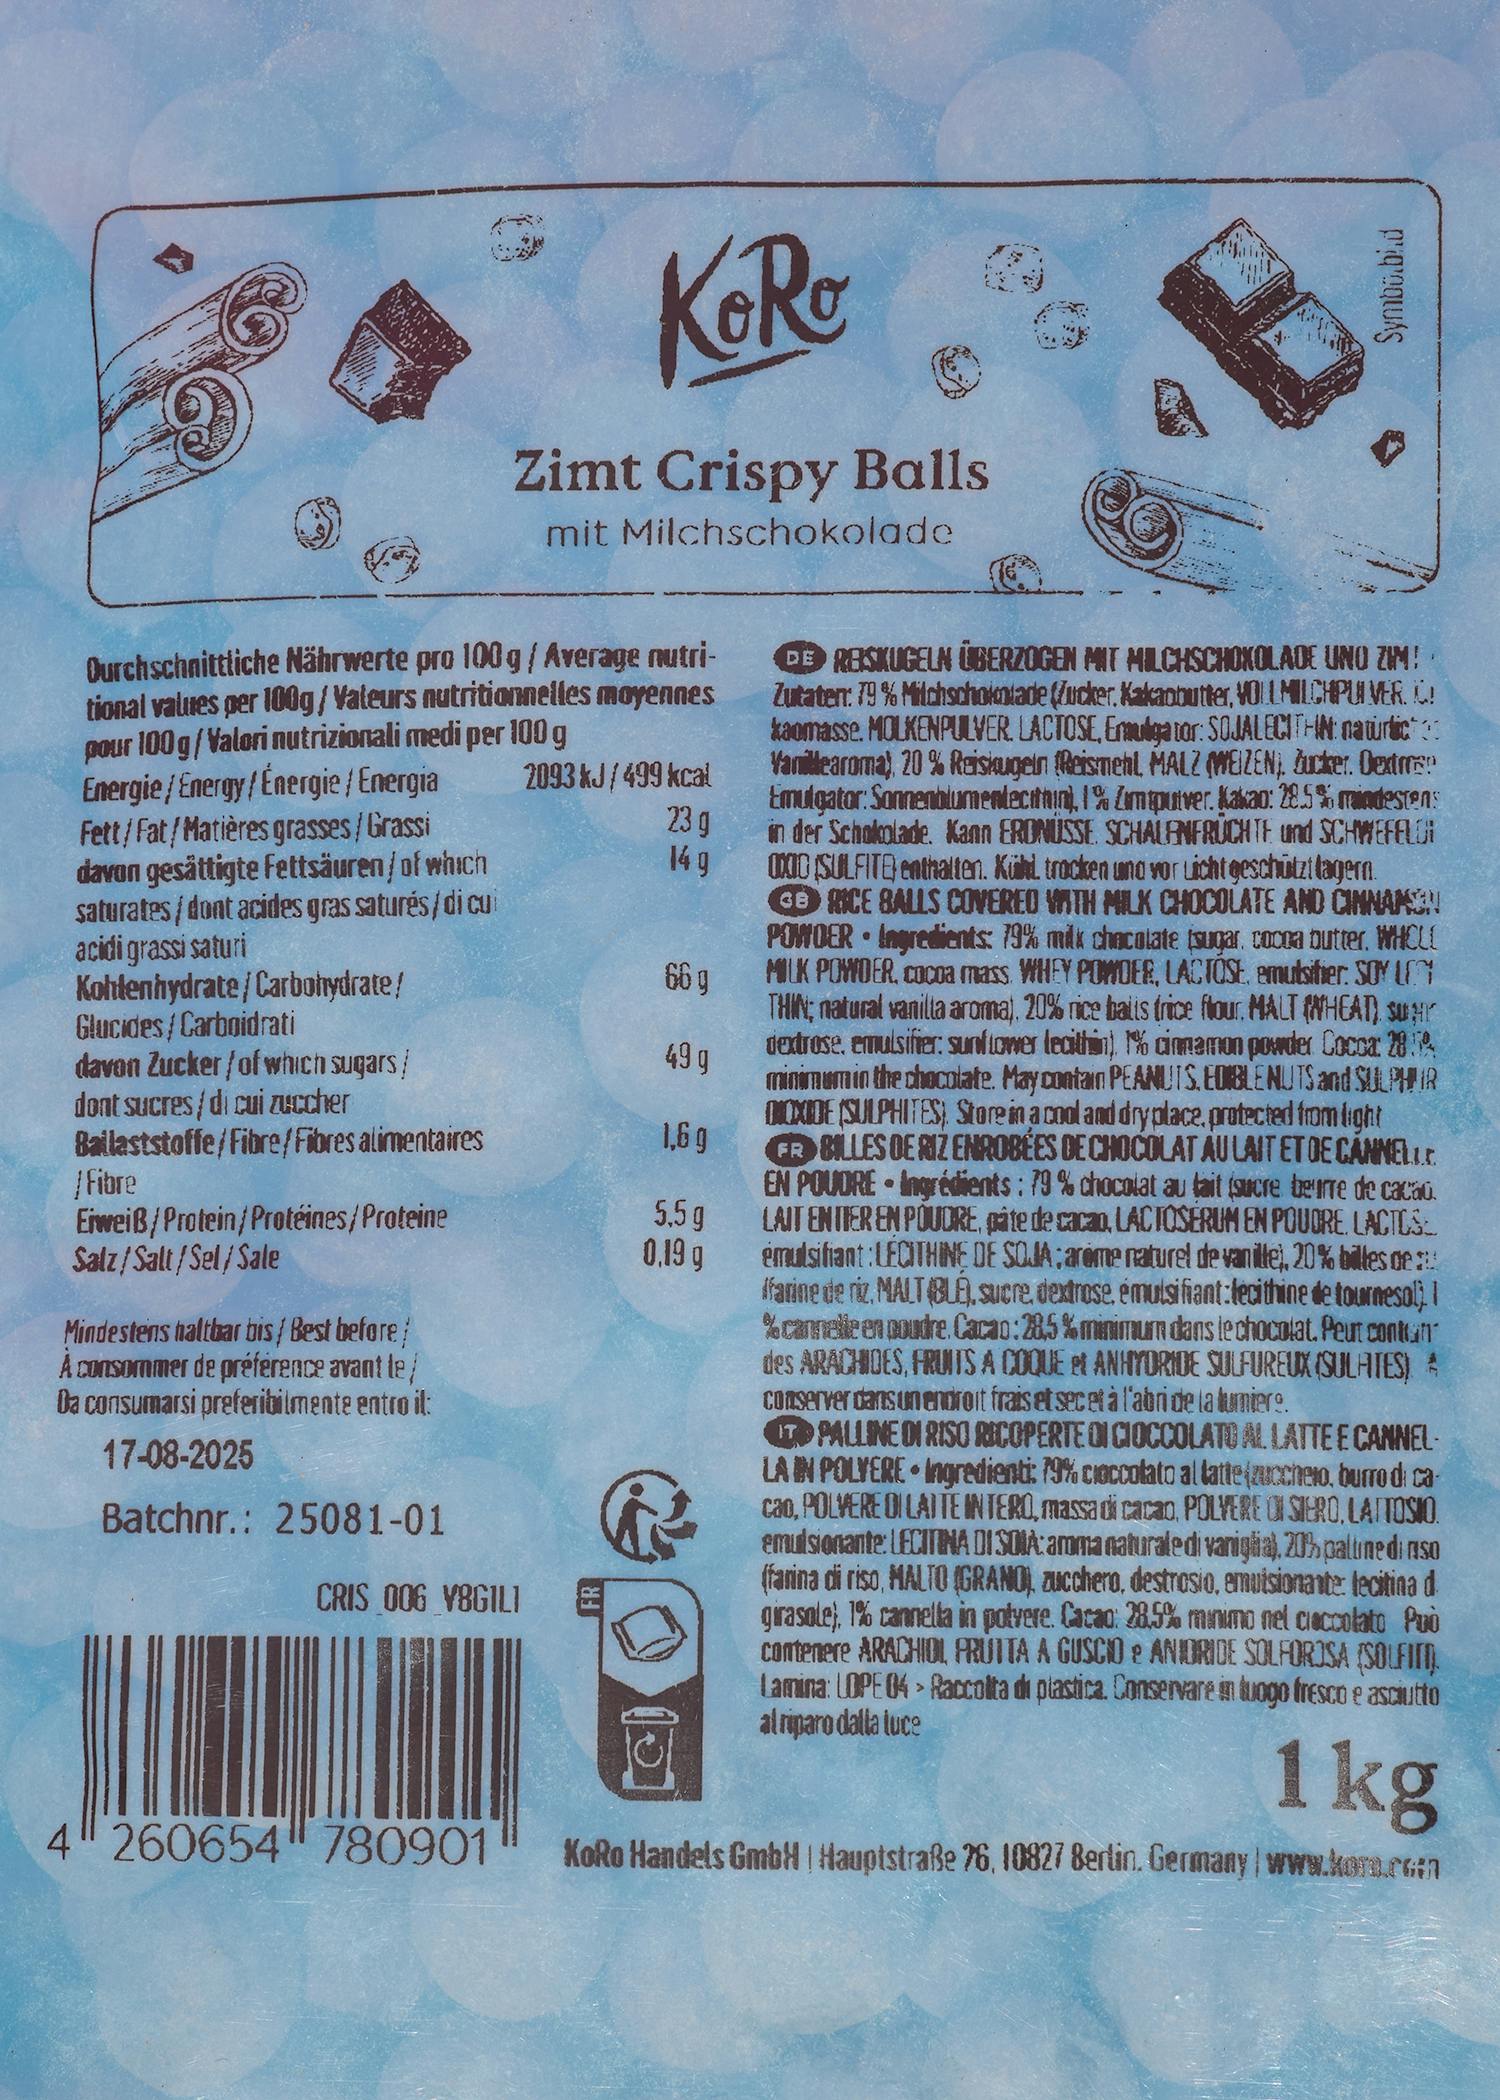 KoRo
Symbolbild
Zimt Crispy Balls
mit Milchschokolade
Durchschnittliche Nährwerte pro 100 g / Average nutri-
tional values per 100g / Valeurs nutritionnelles moyennes
pour 100 g / Valori nutrizionali medi per 100 g
Energie / Energy / Énergie / Energia 2093 kJ / 499 kcal
Fett / Fat / Matières grasses / Grassi 23 g
davon gesättigte Fettsäuren / of which 14 g
saturates / dont acides gras saturés / di cui
acidi grassi saturi
Kohlenhydrate / Carbohydrate / 66 g
Glucides / Carboidrati
davon Zucker / of which sugars / 49 g
dont sucres / di cui zuccher
Ballaststoffe / Fibre / Fibres alimentaires 1,6 g
/ Fibre
Eiweiß / Protein / Protéines / Proteine 5,5 g
Salz / Salt / Sel / Sale 0,19 g
Mindestens haltbar bis / Best before /
À consommer de préférence avant le /
Da consumarsi preferibilmente entro il:
17-08-2025
Batchnr.: 25081-01
CRIS_006_V8G1L1
4 260654 780901
FR
DE REISKUGELN ÜBERZOGEN MIT MILCHSCHOKOLADE UND
Zutaten: 79 % Milchschokolade (Zucker, Kakaobutter, VOLLMILCHPULVER,
kaomasse, MOLKENPULVER, LACTOSE, Emulgator: SOJALECITHIN;
Vanillearoma), 20 % Reiskugeln (Reismehl, MALZ (WEIZEN), Zucker,
Emulgator: Sonnenblumenlecithin), 1 % Zimtpulver. Kakao: 28,5 % mindestens
in der Schokolade. Kann ERDNÜSSE, SCHALENFRÜCHTE und
OXID (SULFITE) enthalten. Kühl, trocken und vor Licht geschützt lagern.
GB RICE BALLS COVERED WITH MILK CHOCOLATE AND CINNAMON
POWDER • Ingredients: 79% milk chocolate (sugar, cocoa butter, WHOLE
MILK POWDER, cocoa mass, WHEY POWDER, LACTOSE, emulsifier: SOY
THIN; natural vanilla aroma), 20% rice balls (rice flour, MALT (WHEAT),
dextrose, emulsifier: sunflower lecithin), 1% cinnamon powder. Cocoa:
minimum in the chocolate. May contain PEANUTS, EDIBLE NUTS and SULPHUR
DIOXIDE (SULPHITES). Store in a cool and dry place, protected from light
FR BILLES DE RIZ ENROBÉES DE CHOCOLAT AU LAIT ET DE CANNELLE
EN POUDRE • Ingrédients : 79 % chocolat au lait (sucre, beurre de cacao,
LAIT ENTIER EN POUDRE, pâte de cacao, LACTOSÉRUM EN POUDRE, LACTOSE,
émulsifiant : LÉCITHINE DE SOJA ; arôme naturel de vanille), 20 % billes de
(farine de riz, MALT (BLÉ), sucre, dextrose, émulsifiant : lécithine de tournesol), 1
% cannelle en poudre. Cacao : 28,5 % minimum dans le chocolat. Peut
des ARACHIDES, FRUITS A COQUE et ANHYDRIDE SULFUREUX (SULFITES). A
conserver dans un endroit frais et sec et à l'abri de la lumière.
IT PALLINE DI RISO RICOPERTE DI CIOCCOLATO AL LATTE E CANNEL-
LA IN POLVERE • Ingredienti: 79% cioccolato al latte (zucchero, burro di ca-
cao, POLVERE DI LATTE INTERO, massa di cacao, POLVERE DI SIERO, LATTOSIO,
emulsionante: LECITINA DI SOIA; aroma naturale di vaniglia), 20% palline di riso
(farina di riso, MALTO (GRANO), zucchero, destrosio, emulsionante: lecitina d
girasole), 1% cannella in polvere. Cacao: 28,5% minimo nel cioccolato Può
contenere ARACHIDI, FRUTTA A GUSCIO e ANIDRIDE SOLFOROSA (SOLFITI).
Lamina: LDPE 04 > Raccolta di plastica. Conservare in luogo fresco e asciutto
al riparo dalla luce
1 kg
KoRo Handels GmbH | Hauptstraße 26, 10827 Berlin, Germany | www.koro.com